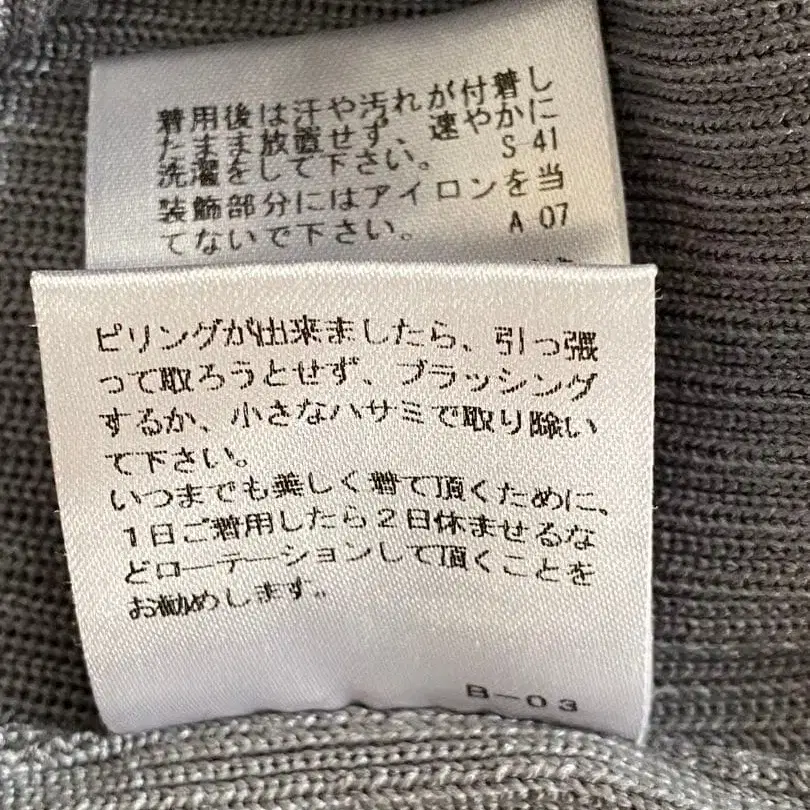 着用後は汗や汚れが付着し
たまま放置せず、速やかに
洗濯をして下さい。 S-41
装飾部分にはアイロンを当
てないで下さい。 A 07
ピリングが出来ましたら、引っ張
って取ろうとせず、ブラッシング
するか、小さなハサミで取り除い
て下さい。
いつまでも美しく着て頂くために、
1日ご着用したら2日休ませるな
どローテーションして頂くことを
お勧めします。
B-03